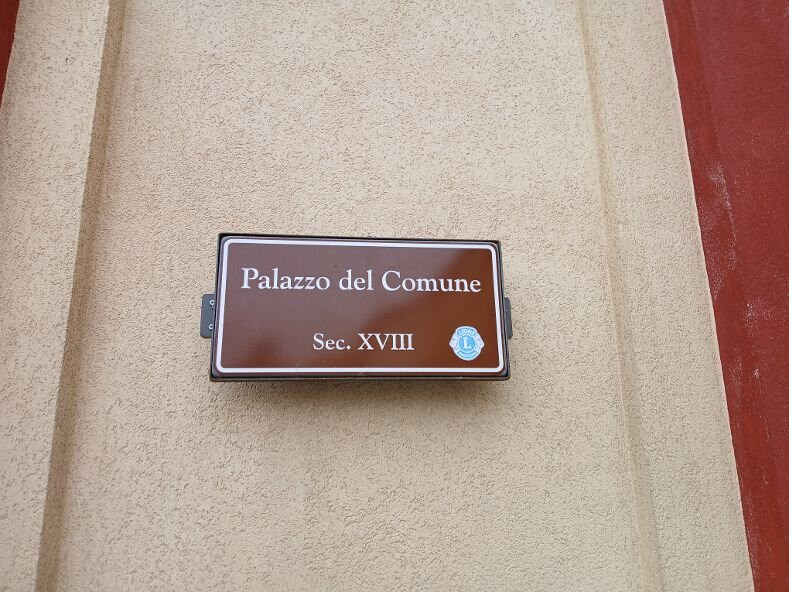 Palazzo del Comune
Sec. XVIII
L